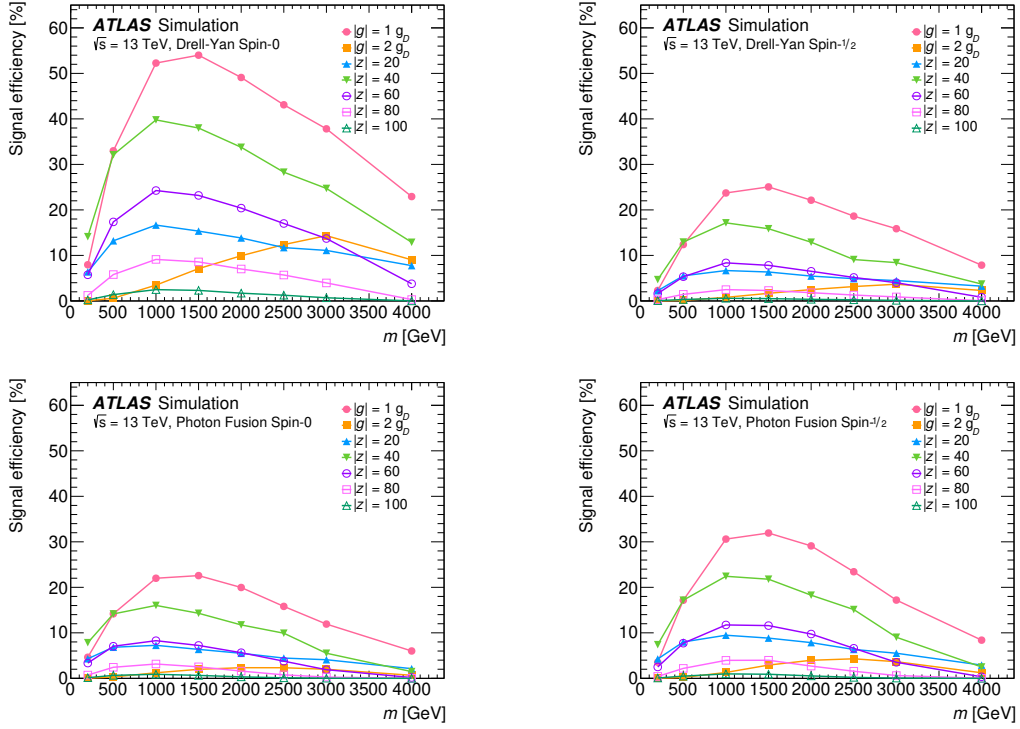 Signal efficiency [%]
60
50
40
30
20
10
0
ATLAS Simulation
√s = 13 TeV, Drell-Yan Spin-0
|g| = 1 g_D
|g| = 2 g_D
|z| = 20
|z| = 40
|z| = 60
|z| = 80
|z| = 100
0 500 1000 1500 2000 2500 3000 3500 4000
m [GeV]
Signal efficiency [%]
60
50
40
30
20
10
0
ATLAS Simulation
√s = 13 TeV, Drell-Yan Spin-1/2
|g| = 1 g_D
|g| = 2 g_D
|z| = 20
|z| = 40
|z| = 60
|z| = 80
|z| = 100
0 500 1000 1500 2000 2500 3000 3500 4000
m [GeV]
Signal efficiency [%]
60
50
40
30
20
10
0
ATLAS Simulation
√s = 13 TeV, Photon Fusion Spin-0
|g| = 1 g_D
|g| = 2 g_D
|z| = 20
|z| = 40
|z| = 60
|z| = 80
|z| = 100
0 500 1000 1500 2000 2500 3000 3500 4000
m [GeV]
Signal efficiency [%]
60
50
40
30
20
10
0
ATLAS Simulation
√s = 13 TeV, Photon Fusion Spin-1/2
|g| = 1 g_D
|g| = 2 g_D
|z| = 20
|z| = 40
|z| = 60
|z| = 80
|z| = 100
0 500 1000 1500 2000 2500 3000 3500 4000
m [GeV]